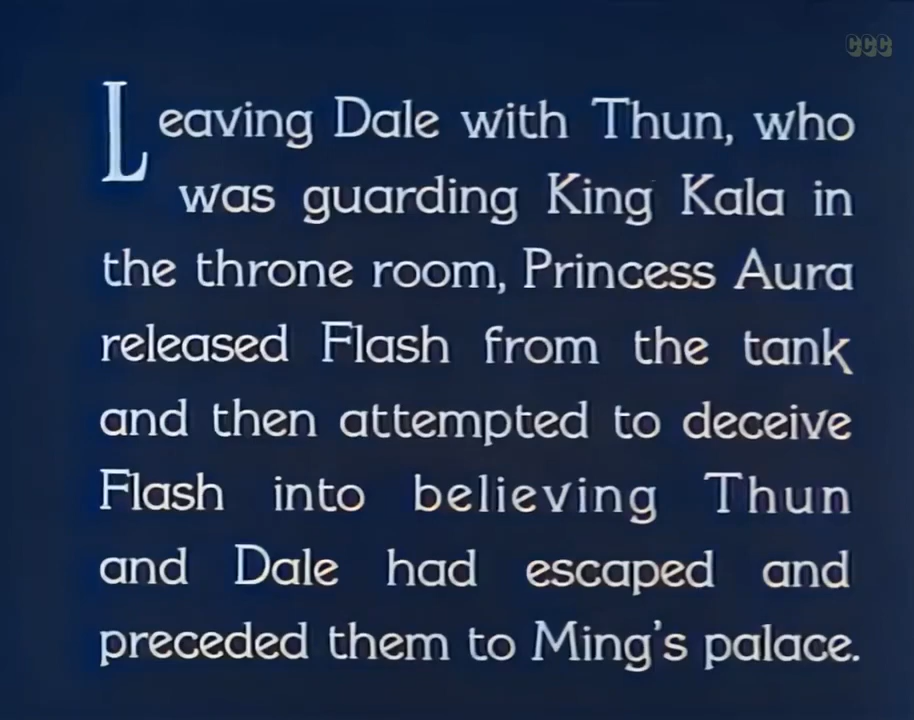 CCC
Leaving Dale with Thun, who
was guarding King Kala in
the throne room, Princess Aura
released Flash from the tank
and then attempted to deceive
Flash into believing Thun
and Dale had escaped and
preceded them to Ming's palace.